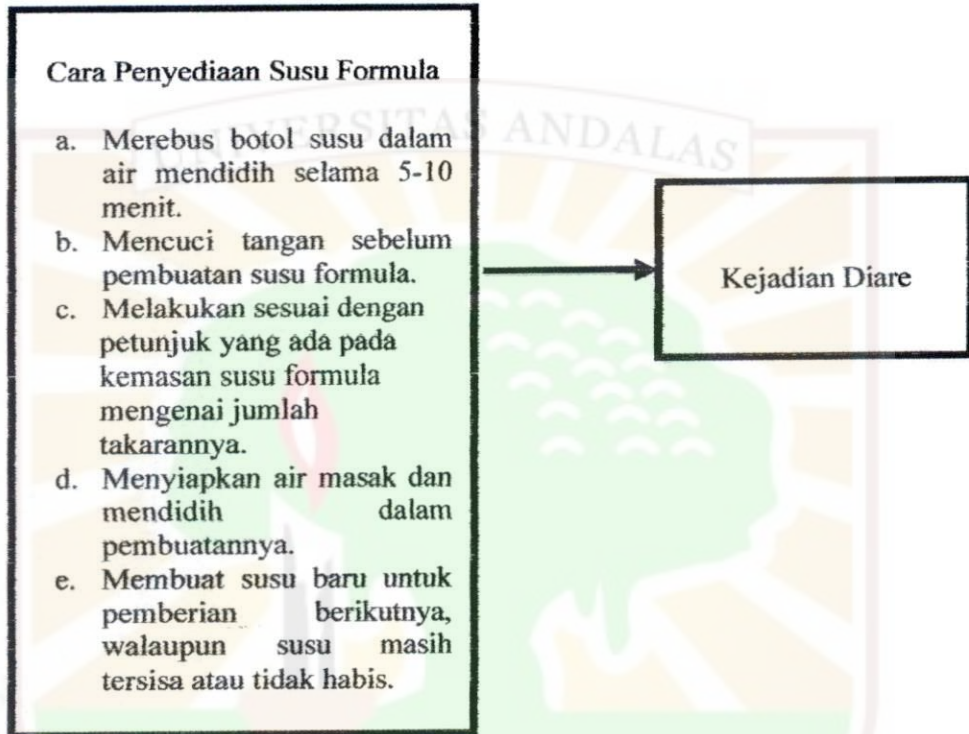 Cara Penyediaan Susu Formula
UNIVERSITAS ANDALAS
a. Merebus botol susu dalam
air mendidih selama 5-10
menit.
b. Mencuci tangan sebelum
pembuatan susu formula.
c. Melakukan sesuai dengan
petunjuk yang ada pada
kemasan susu formula
mengenai jumlah
takarannya.
d. Menyiapkan air masak dan
mendidih dalam
pembuatannya.
e. Membuat susu baru untuk
pemberian berikutnya,
walaupun susu masih
tersisa atau tidak habis.
Kejadian Diare